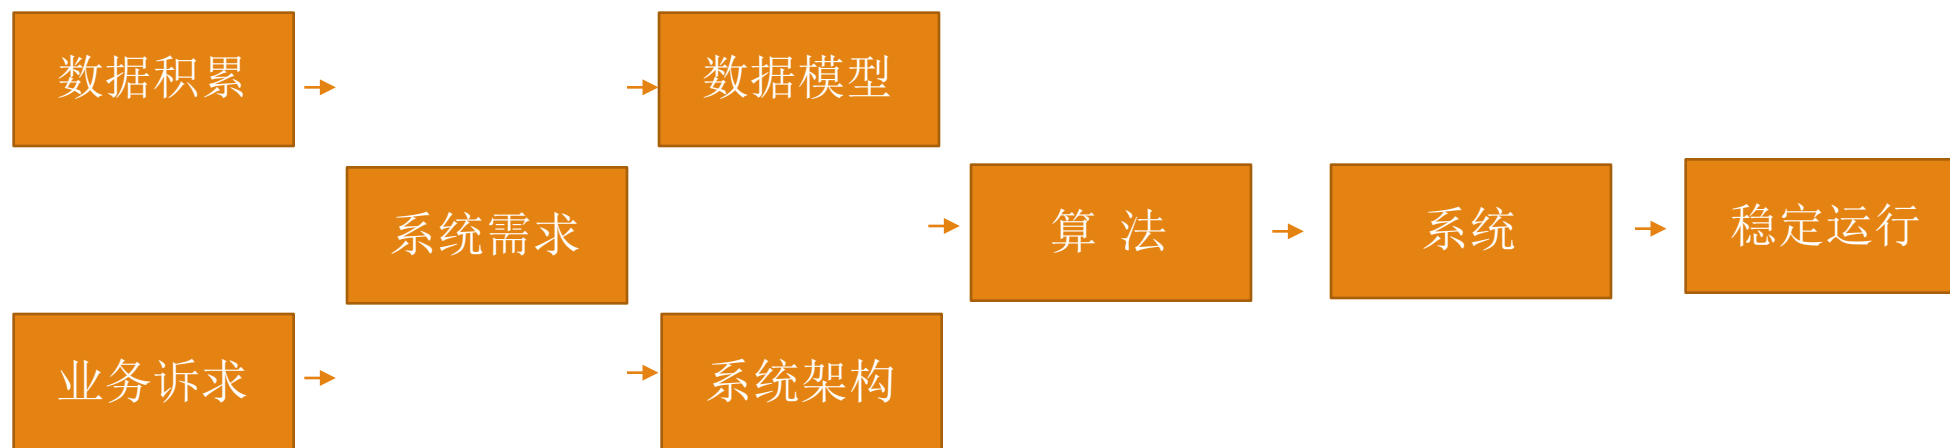 数据积累
数据模型
系统需求
算 法
系统
稳定运行
业务诉求
系统架构